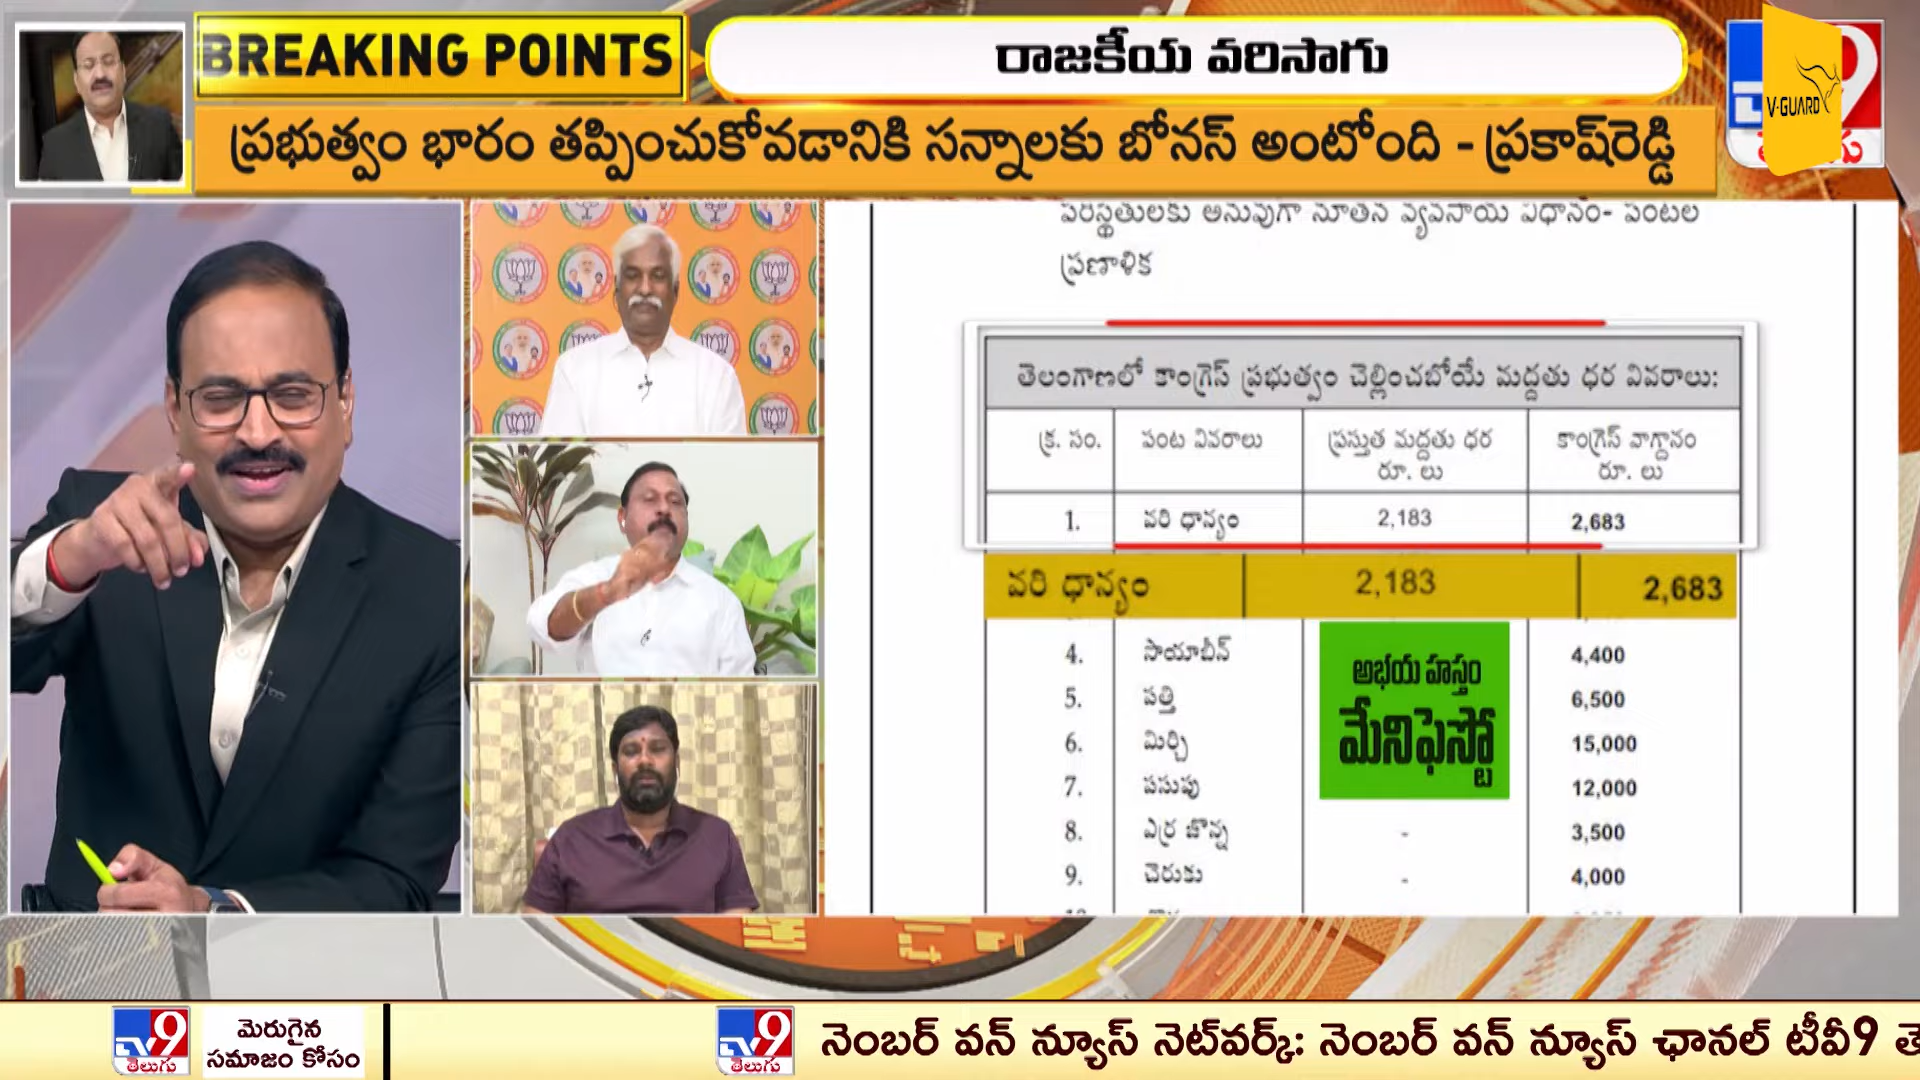 BREAKING POINTS
రాజకీయ వరిసాగు
ప్రభుత్వం భారం తప్పించుకోవడానికి సన్నాలకు బోనస్ అంటోంది - ప్రకాష్‌రెడ్డి
V-GUARD
పరిస్థితులకు అనువుగా నూతన వ్యవసాయ విధానం- పంటల
ప్రణాళిక
తెలంగాణలో కాంగ్రెస్ ప్రభుత్వం చెల్లించబోయే మద్దతు ధర వివరాలు:
క్ర. సం. పంట వివరాలు ప్రస్తుత మద్దతు ధర రూ. లు కాంగ్రెస్ వాగ్దానం రూ. లు
1. వరి ధాన్యం 2,183 2,683
వరి ధాన్యం 2,183 2,683
4. సొయాబీన్ 4,400
5. పత్తి 6,500
6. మిర్చి 15,000
7. పసుపు 12,000
8. ఎర్ర జొన్న - 3,500
9. చెరుకు - 4,000
అభయ హస్తం
మేనిఫెస్టో
TV9
తెలుగు
మెరుగైన
సమాజం కోసం
TV9
తెలుగు
నెంబర్ వన్ న్యూస్ నెట్‌వర్క్: నెంబర్ వన్ న్యూస్ ఛానల్ టీవీ9